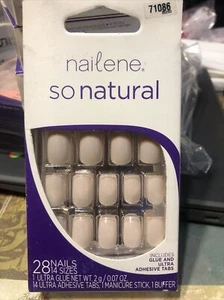 71086
nailene®
so natural
INCLUDES
GLUE AND
ULTRA
ADHESIVE TABS
28 NAILS
14 SIZES
1 ULTRA GLUE NET WT. 2 g / 0.07 OZ
14 ULTRA ADHESIVE TABS, 1 MANICURE STICK, 1 BUFFER